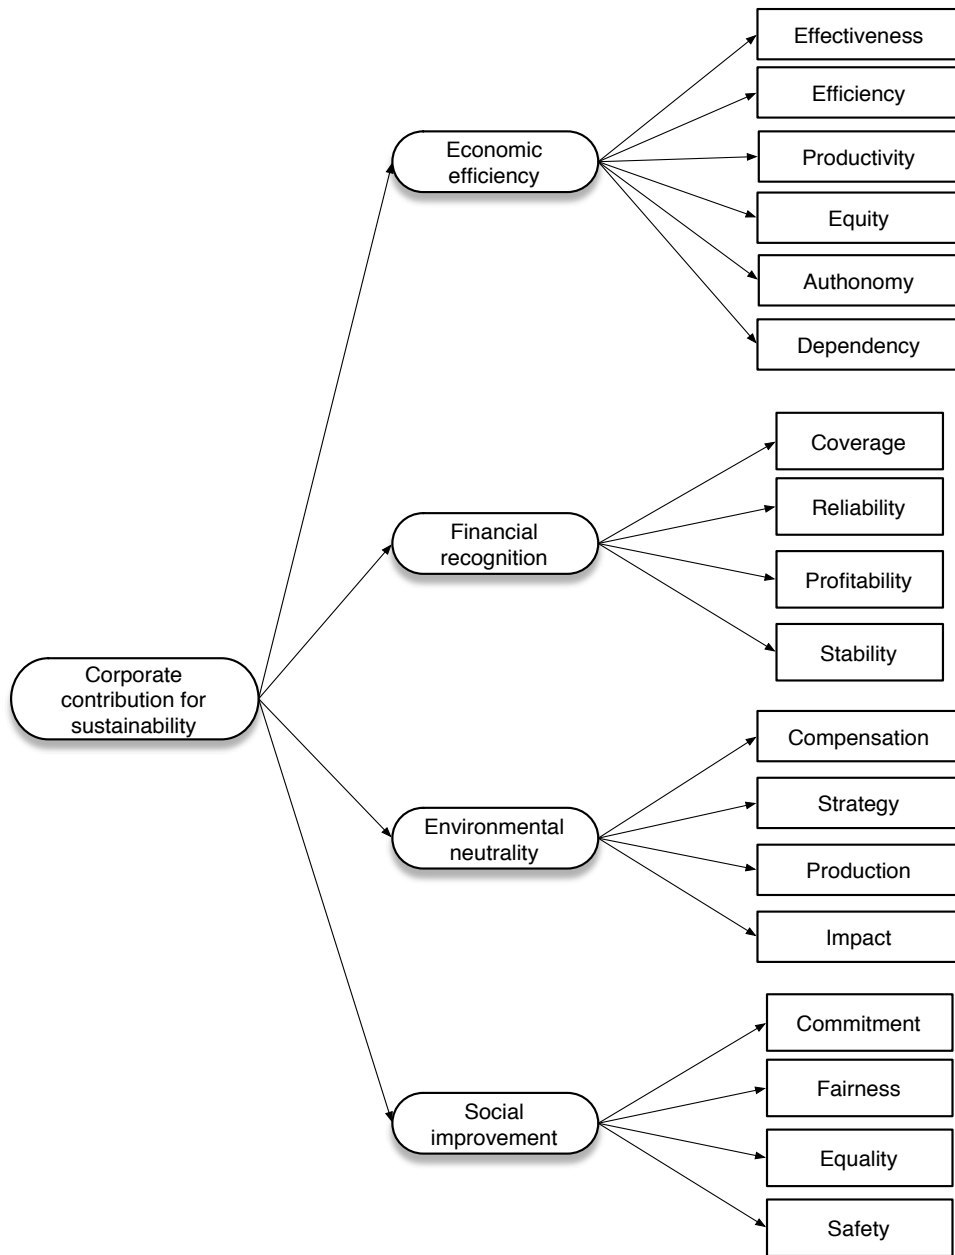 Effectiveness
Efficiency
Economic
efficiency
Productivity
Equity
Authonomy
Dependency
Coverage
Reliability
Financial
recognition
Profitability
Stability
Corporate
contribution for
sustainability
Compensation
Strategy
Environmental
neutrality
Production
Impact
Commitment
Fairness
Social
improvement
Equality
Safety